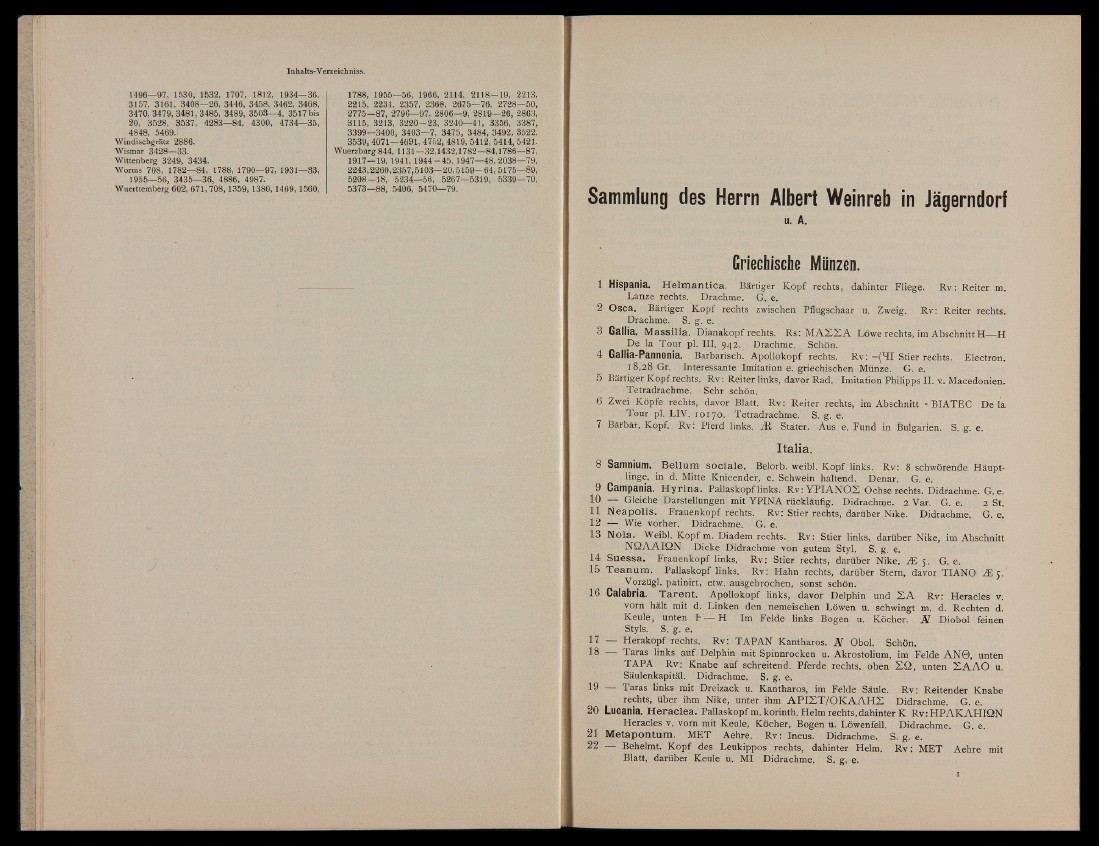 Inhalts-Verzeichniss.
1496—97, 1530, 1532, 1707, 1812, 1934—36,
3157, 3161, 3408—26, 3446, 3458, 3462, 3468,
3470, 3479, 3481, 3485, 3489, 3503—4, 3517 bis
20, 3528, 3537, 4283—84, 4300, 4734—35,
4848, 5469.
Windischgrätz 2886.
Wismar 3428—33.
Wittenberg 3249, 3434.
Worms 708, 1782—84, 1788, 1790—97, 1931—33,
1955—56, 3435—36, 4886, 4987.
Wuerttemberg 602, 671, 708, 1359, 1380, 1469, 1560,
1788, 1955—56, 1966, 2114, 2118—19, 2213,
2215, 2231, 2357, 2368, 2675—76, 2728—50,
2775—87, 2796—97, 2806—9, 2819—26, 2863,
3115, 3213, 3220—23, 3240—41, 3356, 3387,
3399—3400, 3403—7, 3475, 3484, 3492, 3522,
3539, 4071—4691, 4752, 4819, 5412, 5414, 5421.
Wuerzburg 844, 1131—32, 1432, 1782—84, 1786—87,
1917—19, 1941, 1944—45, 1947—48, 2038—79,
2243, 2260, 2357, 5103—20, 5159—64, 5175—89,
5208—18, 5234—56, 5267—5319, 5339—70,
5373—88, 5406, 5470—79.
Sammlung des Herrn Albert Weinreb in Jägerndorf
u. A.
Griechische Münzen.
1 Hispania. Helmantica. Bärtiger Kopf rechts, dahinter Fliege. Rv: Reiter m.
Lanze rechts. Drachme. G. e.
2 Osca. Bärtiger Kopf rechts zwischen Pflugschaar u. Zweig. Rv: Reiter rechts.
Drachme. S. g. e.
3 Gallia. Massilia. Dianakopf rechts. Rs: ΜΑΣΣΑ Löwe rechts, im Abschnitt H—H
De la Tour pl. III. 942. Drachme. Schön.
4 Gallia-Pannonia. Barbarisch. Apollokopf rechts. Rv: Stier rechts. Electron.
18,28 Gr. Interessante Imitation e. griechischen Münze. G. e.
5 Bärtiger Kopf rechts. Rv: Reiter links, davor Rad. Imitation Philipps II. v. Macedonien.
Tetradrachme. Sehr schön.
6 Zwei Köpfe rechts, davor Blatt. Rv: Reiter rechts, im Abschnitt · BIATEC De la
Tour pl. LIV. 10170. Tetradrachme. S. g. e.
7 Barbar. Kopf. Rv: Pferd links. Ꜹ Stater. Aus e. Fund in Bulgarien. S. g. e.
Italia.
8 Samnium. Bellum sociale. Belorb. weibl. Kopf links. Rv: 8 schwörende Häupt-
linge, in d. Mitte Knieender, e. Schwein haltend. Denar. G. e.
9 Campania. Hyrina. Pallaskopf links. Rv: ΥΡΙΑΝΟΣ Ochse rechts. Didrachme. G. e.
10 — Gleiche Darstellungen mit ΥΡΙΝΑ rückläufig. Didrachme. 2 Var. G. e. 2 St.
11 Neapolis. Frauenkopf rechts. Rv: Stier rechts, darüber Nike. Didrachme. G. e.
12 — Wie vorher. Didrachme. G. e.
13 Nola. Weibl. Kopf m. Diadem rechts. Rv: Stier links, darüber Nike, im Abschnitt
ΝΩΛΑΙΩΝ Dicke Didrachme von gutem Styl. S. g. e.
14 Suessa. Frauenkopf links. Rv: Stier rechts, darüber Nike. Æ 5. G. e.
15 Teanum. Pallaskopf links. Rv: Hahn rechts, darüber Stern, davor TIANO Æ 5.
Vorzügl. patinirt, etw. ausgebrochen, sonst schön.
16 Calabria. Tarent. Apollokopf links, davor Delphin und ΣΑ Rv: Heracles v.
vorn hält mit d. Linken den nemeischen Löwen u. schwingt m. d. Rechten d.
Keule, unten Ͱ — H Im Felde links Bogen u. Köcher. N Diobol feinen
Styls. S. g. e.
17 — Herakopf rechts. Rv: ΤΑΡΑΝ Kantharos. N Obol. Schön.
18 — Taras links auf Delphin mit Spinnrocken u. Akrostolium, im Felde ΑΝΘ, unten
ΤΑΡΑ Rv: Knabe auf schreitend. Pferde rechts, oben ΣΩ, unten ΣΑΛΟ u.
Säulenkapitäl. Didrachme. S. g. e.
19 — Taras links mit Dreizack u. Kantharos, im Felde Säule. Rv: Reitender Knabe
rechts, über ihm Nike, unter ihm ΑΡΙΣΤ/ΟΚΛΗΣ Didrachme. G. e.
20 Lucania. Heraclea. Pallaskopf m. korinth. Helm rechts, dahinter K Rv: ΗΡΑΚΛΗΙΩΝ
Heracles v. vorn mit Keule, Köcher, Bogen u. Löwenfell. Didrachme. G. e.
21 Metapontum. MET Aehre. Rv: Incus. Didrachme. S. g. e.
22 — Behelmt. Kopf des Leukippos rechts, dahinter Helm. Rv: MET Aehre mit
Blatt, darüber Keule u. MI Didrachme. S. g. e.
1